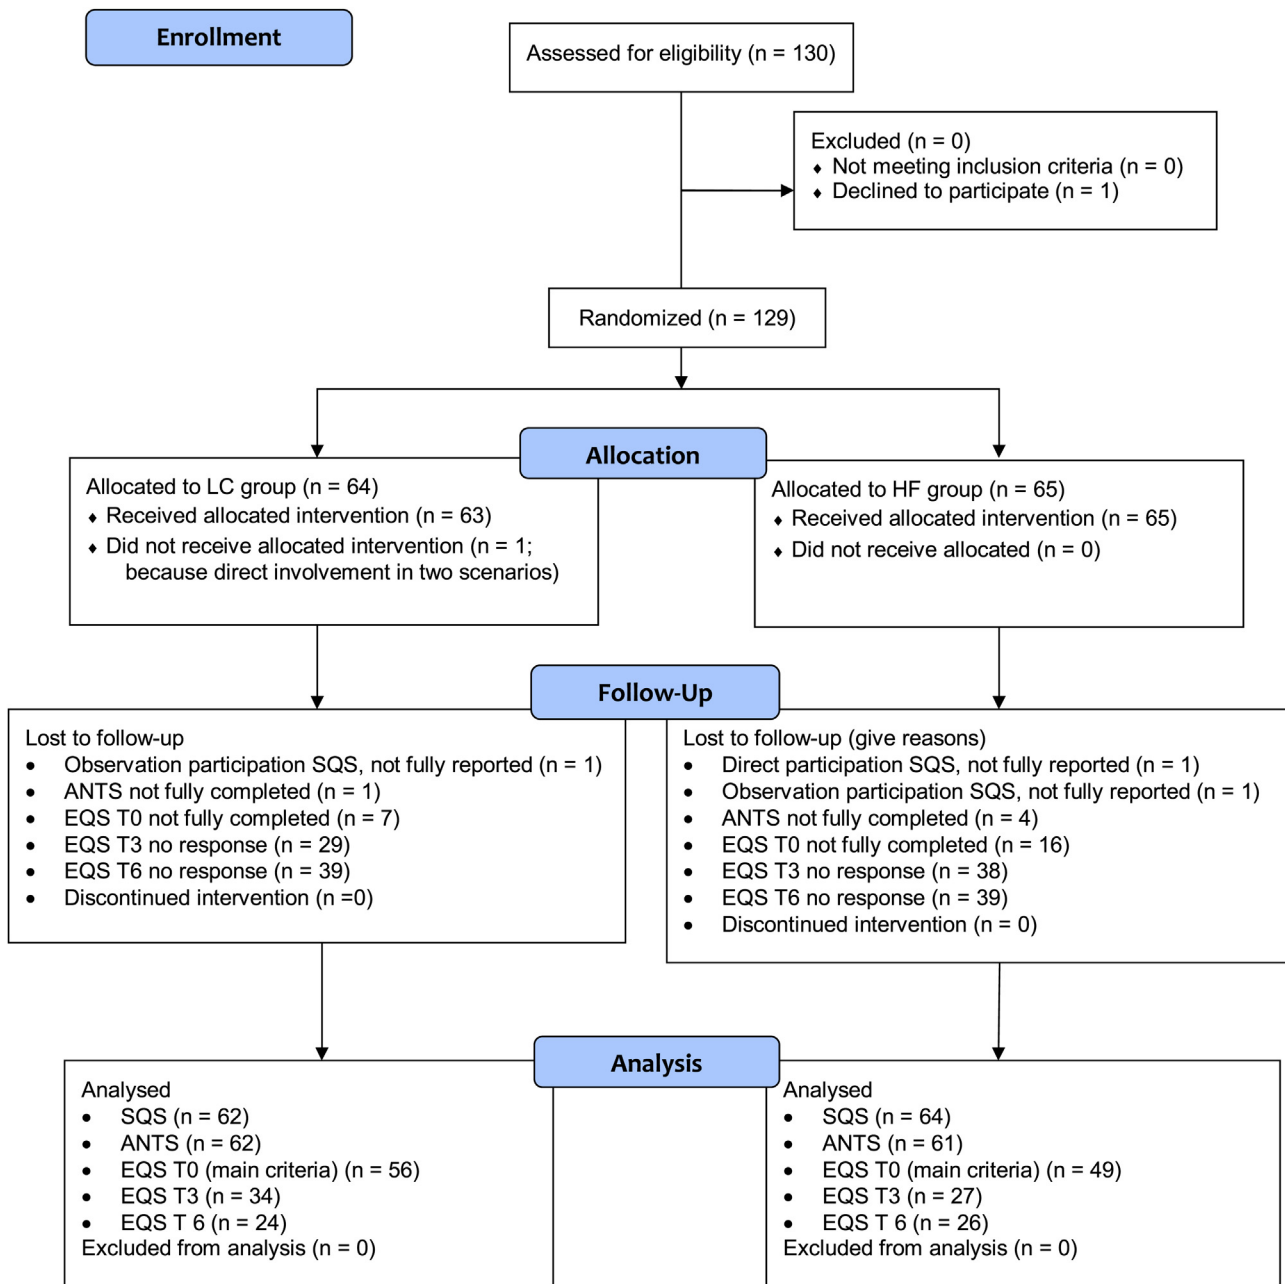 Enrollment
Assessed for eligibility (n = 130)
Excluded (n = 0)
♦ Not meeting inclusion criteria (n = 0)
♦ Declined to participate (n = 1)
Randomized (n = 129)
Allocation
Allocated to LC group (n = 64)
♦ Received allocated intervention (n = 63)
♦ Did not receive allocated intervention (n = 1;
because direct involvement in two scenarios)
Allocated to HF group (n = 65)
♦ Received allocated intervention (n = 65)
♦ Did not receive allocated (n = 0)
Follow-Up
Lost to follow-up
• Observation participation SQS, not fully reported (n = 1)
• ANTS not fully completed (n = 1)
• EQS T0 not fully completed (n = 7)
• EQS T3 no response (n = 29)
• EQS T6 no response (n = 39)
• Discontinued intervention (n =0)
Lost to follow-up (give reasons)
• Direct participation SQS, not fully reported (n = 1)
• Observation participation SQS, not fully reported (n = 1)
• ANTS not fully completed (n = 4)
• EQS T0 not fully completed (n = 16)
• EQS T3 no response (n = 38)
• EQS T6 no response (n = 39)
• Discontinued intervention (n = 0)
Analysis
Analysed
• SQS (n = 62)
• ANTS (n = 62)
• EQS T0 (main criteria) (n = 56)
• EQS T3 (n = 34)
• EQS T 6 (n = 24)
Excluded from analysis (n = 0)
Analysed
• SQS (n = 64)
• ANTS (n = 61)
• EQS T0 (main criteria) (n = 49)
• EQS T3 (n = 27)
• EQS T 6 (n = 26)
Excluded from analysis (n = 0)